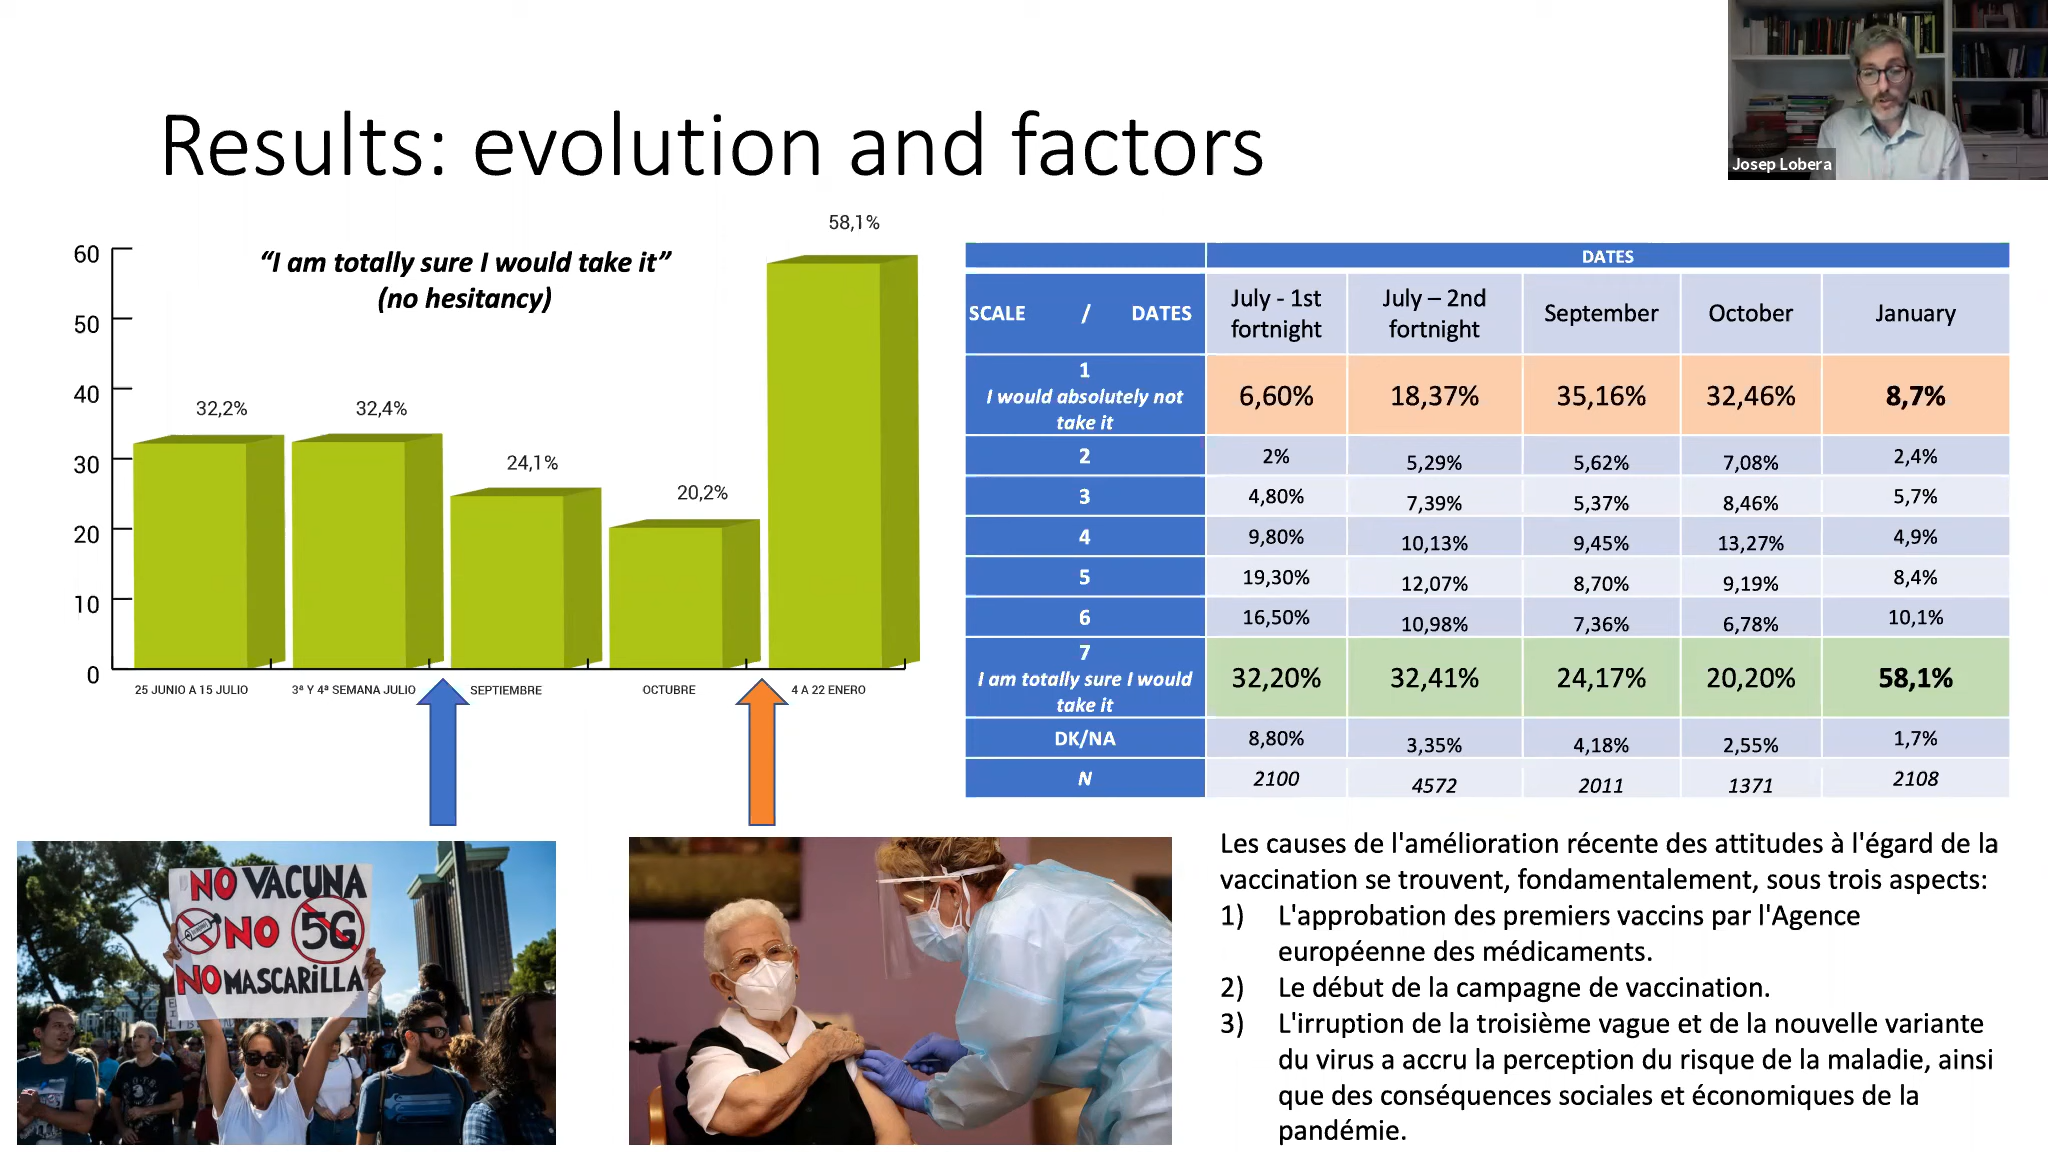 Josep Lobera
Results: evolution and factors
“I am totally sure I would take it”
(no hesitancy)
60
50
40
30
20
10
0
32,2%
32,4%
24,1%
20,2%
58,1%
25 JUNIO A 15 JULIO
3ª Y 4ª SEMANA JULIO
SEPTIEMBRE
OCTUBRE
4 A 22 ENERO
DATES
SCALE / DATES
July - 1st
fortnight
July – 2nd
fortnight
September
October
January
1
I would absolutely not
take it
6,60% 18,37% 35,16% 32,46% 8,7%
2 2% 5,29% 5,62% 7,08% 2,4%
3 4,80% 7,39% 5,37% 8,46% 5,7%
4 9,80% 10,13% 9,45% 13,27% 4,9%
5 19,30% 12,07% 8,70% 9,19% 8,4%
6 16,50% 10,98% 7,36% 6,78% 10,1%
7
I am totally sure I would
take it
32,20% 32,41% 24,17% 20,20% 58,1%
DK/NA 8,80% 3,35% 4,18% 2,55% 1,7%
N 2100 4572 2011 1371 2108
NO VACUNA
NO 5G
NO MASCARILLA
Les causes de l'amélioration récente des attitudes à l'égard de la
vaccination se trouvent, fondamentalement, sous trois aspects:
1) L'approbation des premiers vaccins par l'Agence
européenne des médicaments.
2) Le début de la campagne de vaccination.
3) L'irruption de la troisième vague et de la nouvelle variante
du virus a accru la perception du risque de la maladie, ainsi
que des conséquences sociales et économiques de la
pandémie.